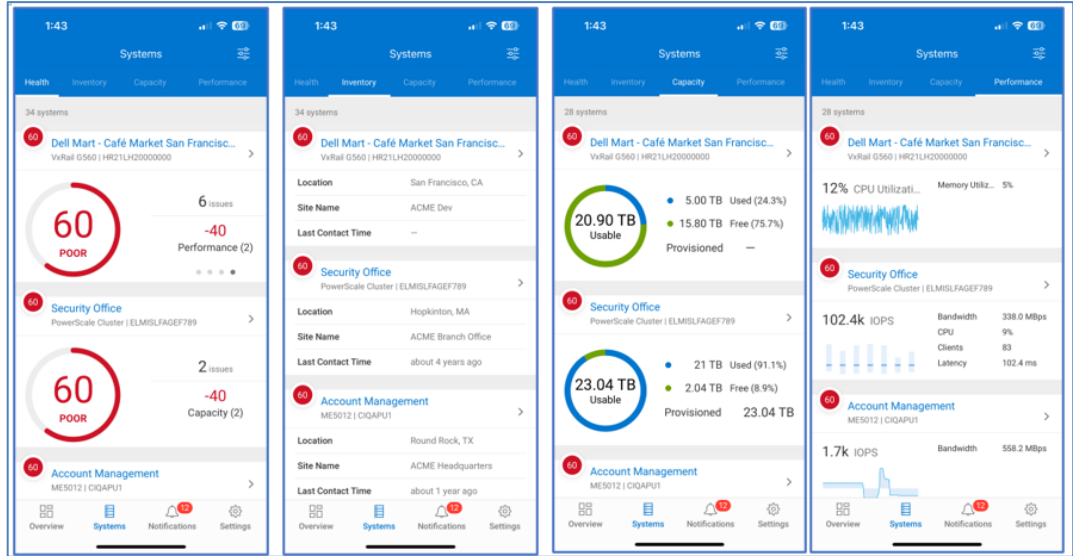 1:43
69
Systems
Health Inventory Capacity Performance
34 systems
60
Dell Mart - Café Market San Francisc...
VxRail G560 | HR21LH20000000
60
POOR
6 issues
-40
Performance (2)
60
Security Office
PowerScale Cluster | ELMISLFAGEF789
60
POOR
2 issues
-40
Capacity (2)
60
Account Management
ME5012 | CIQAPU1
12
Overview Systems Notifications Settings
1:43
69
Systems
Health Inventory Capacity Performance
34 systems
60
Dell Mart - Café Market San Francisc...
VxRail G560 | HR21LH20000000
Location San Francisco, CA
Site Name ACME Dev
Last Contact Time --
60
Security Office
PowerScale Cluster | ELMISLFAGEF789
Location Hopkinton, MA
Site Name ACME Branch Office
Last Contact Time about 4 years ago
60
Account Management
ME5012 | CIQAPU1
Location Round Rock, TX
Site Name ACME Headquarters
Last Contact Time about 1 year ago
12
Overview Systems Notifications Settings
1:43
69
Systems
Health Inventory Capacity Performance
28 systems
60
Dell Mart - Café Market San Francisc...
VxRail G560 | HR21LH20000000
20.90 TB
Usable
5.00 TB Used (24.3%)
15.80 TB Free (75.7%)
Provisioned —
60
Security Office
PowerScale Cluster | ELMISLFAGEF789
23.04 TB
Usable
21 TB Used (91.1%)
2.04 TB Free (8.9%)
Provisioned 23.04 TB
60
Account Management
ME5012 | CIQAPU1
12
Overview Systems Notifications Settings
1:43
69
Systems
Health Inventory Capacity Performance
28 systems
60
Dell Mart - Café Market San Francisc...
VxRail G560 | HR21LH20000000
12% CPU Utilizati...
Memory Utiliz... 5%
60
Security Office
PowerScale Cluster | ELMISLFAGEF789
102.4k IOPS
Bandwidth 338.0 MBps
CPU 9%
Clients 83
Latency 102.4 ms
60
Account Management
ME5012 | CIQAPU1
1.7k IOPS
Bandwidth 558.2 MBps
12
Overview Systems Notifications Settings